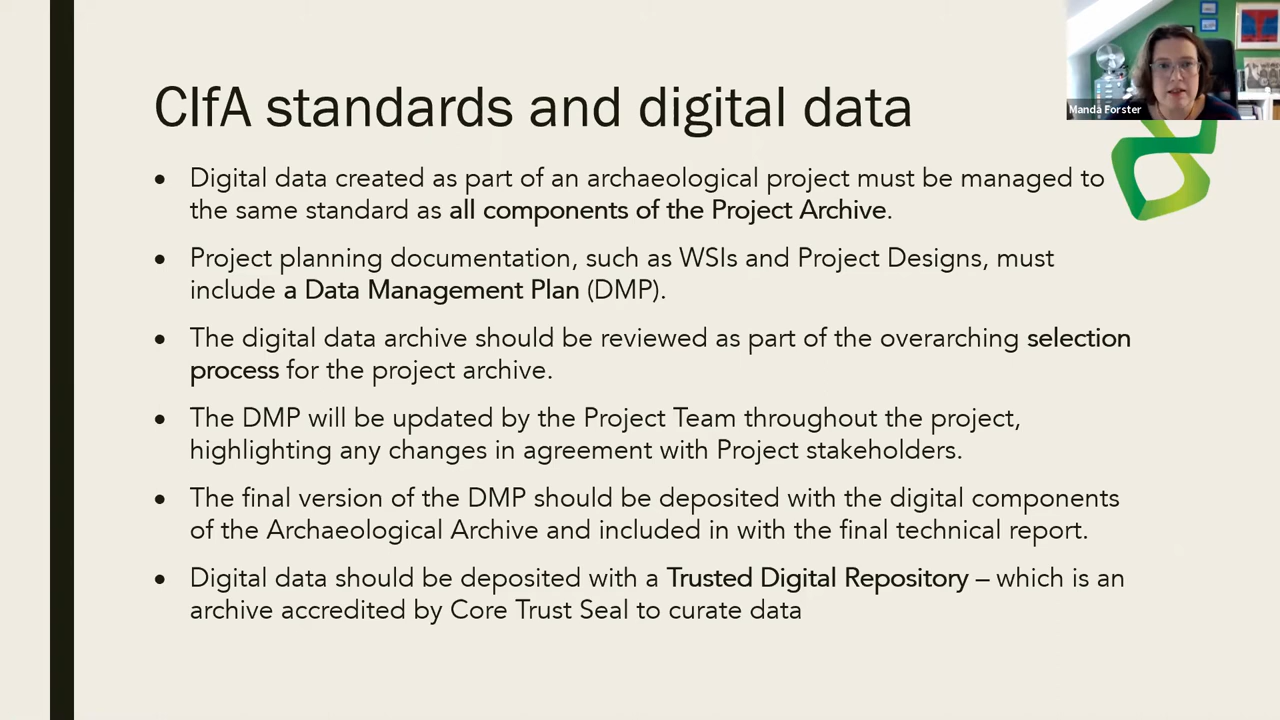 CIfA standards and digital data
Manda Forster
• Digital data created as part of an archaeological project must be managed to
the same standard as all components of the Project Archive.
• Project planning documentation, such as WSIs and Project Designs, must
include a Data Management Plan (DMP).
• The digital data archive should be reviewed as part of the overarching selection
process for the project archive.
• The DMP will be updated by the Project Team throughout the project,
highlighting any changes in agreement with Project stakeholders.
• The final version of the DMP should be deposited with the digital components
of the Archaeological Archive and included in with the final technical report.
• Digital data should be deposited with a Trusted Digital Repository – which is an
archive accredited by Core Trust Seal to curate data